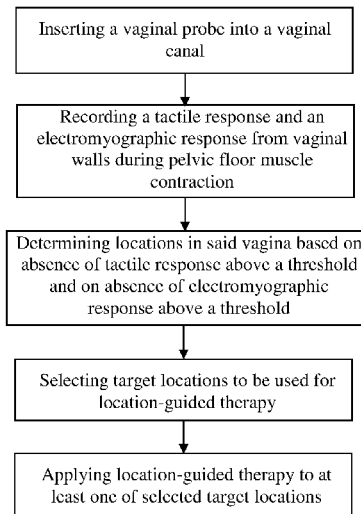 Inserting a vaginal probe into a vaginal
canal
Recording a tactile response and an
electromyographic response from vaginal
walls during pelvic floor muscle
contraction
Determining locations in said vagina based on
absence of tactile response above a threshold
and on absence of electromyographic
response above a threshold
Selecting target locations to be used for
location-guided therapy
Applying location-guided therapy to at
least one of selected target locations